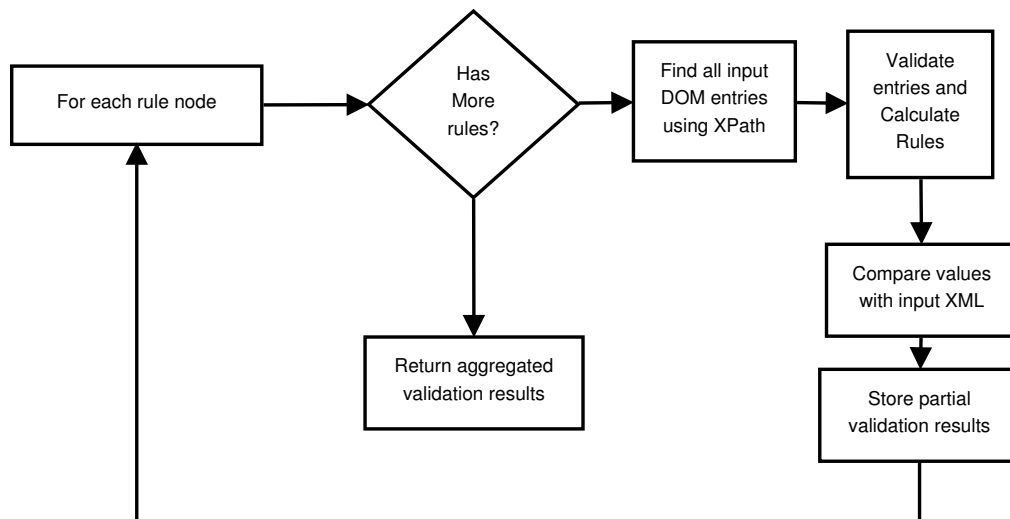 For each rule node
Has
More
rules?
Find all input
DOM entries
using XPath
Validate
entries and
Calculate
Rules
Compare values
with input XML
Return aggregated
validation results
Store partial
validation results